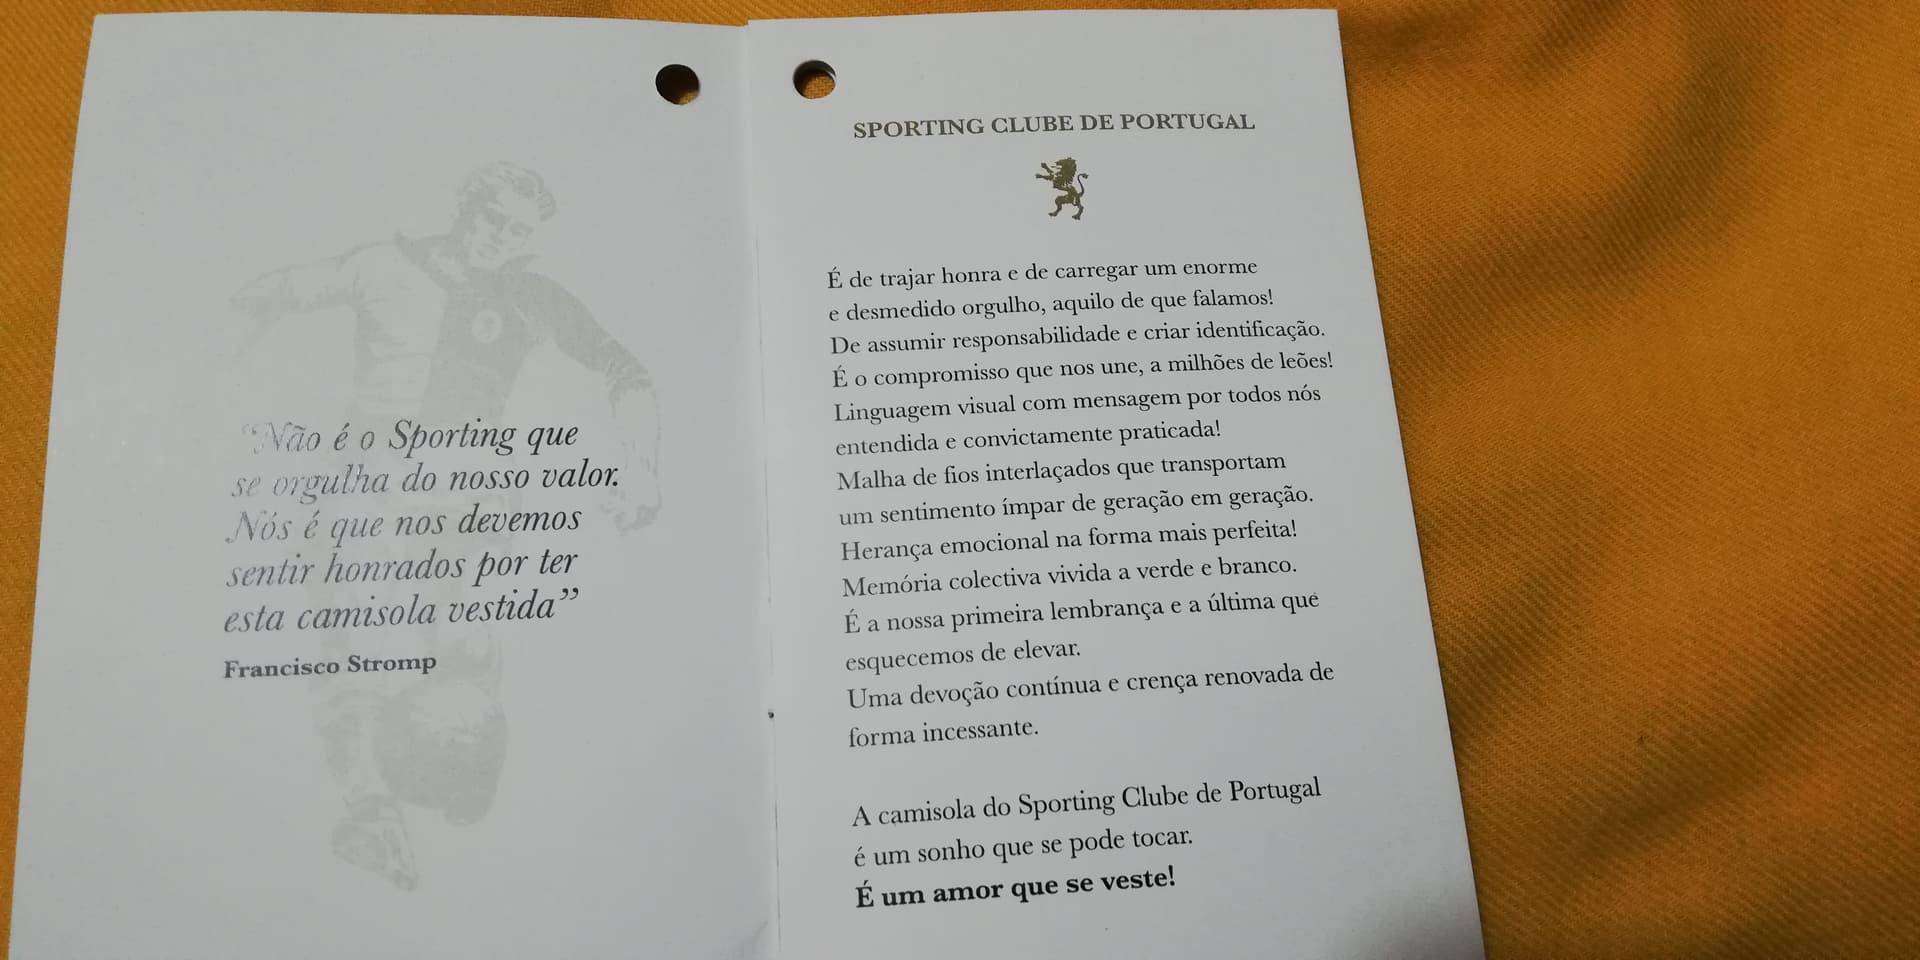 “Não é o Sporting que
se orgulha do nosso valor.
Nós é que nos devemos
sentir honrados por ter
esta camisola vestida”
Francisco Stromp
SPORTING CLUBE DE PORTUGAL
É de trajar honra e de carregar um enorme
e desmedido orgulho, aquilo de que falamos!
De assumir responsabilidade e criar identificação.
É o compromisso que nos une, a milhões de leões!
Linguagem visual com mensagem por todos nós
entendida e convictamente praticada!
Malha de fios interlaçados que transportam
um sentimento ímpar de geração em geração.
Herança emocional na forma mais perfeita!
Memória colectiva vivida a verde e branco.
É a nossa primeira lembrança e a última que
esquecemos de elevar.
Uma devoção contínua e crença renovada de
forma incessante.
A camisola do Sporting Clube de Portugal
é um sonho que se pode tocar.
É um amor que se veste!